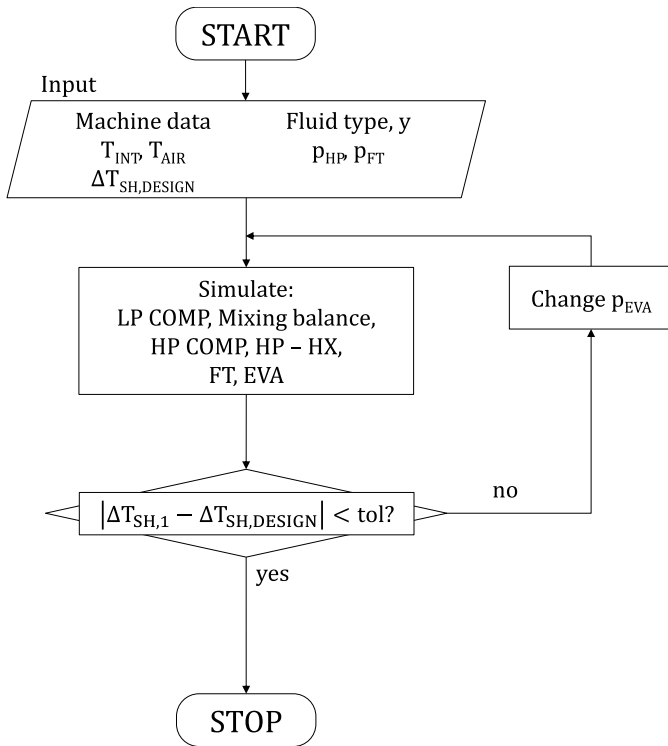 START
Input
Machine data
T_INT, T_AIR
ΔT_SH,DESIGN
Fluid type, y
p_HP, p_FT
Simulate:
LP COMP, Mixing balance,
HP COMP, HP – HX,
FT, EVA
Change p_EVA
|ΔT_SH,1 − ΔT_SH,DESIGN| < tol?
no
yes
STOP